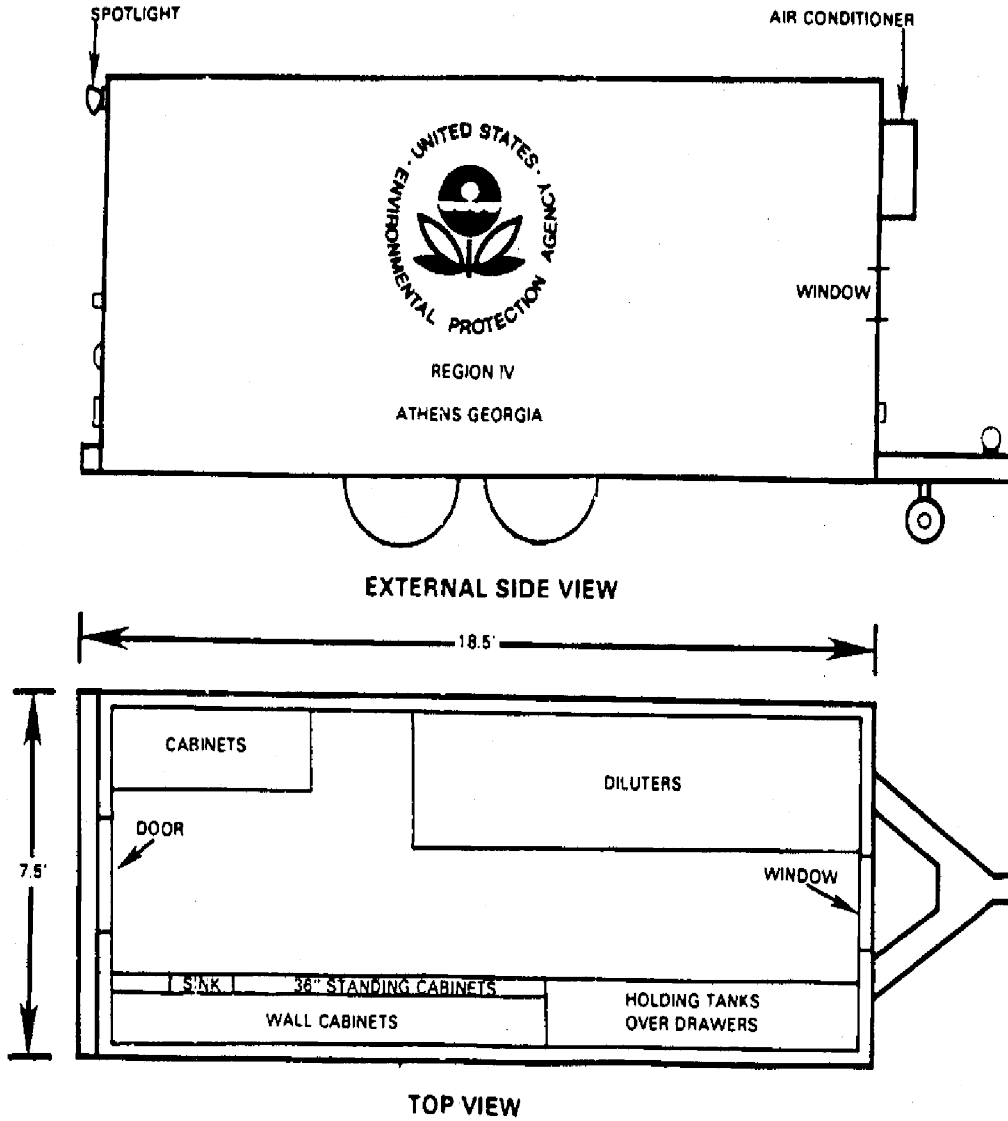 SPOTLIGHT
AIR CONDITIONER
· UNITED STATES · ENVIRONMENTAL PROTECTION AGENCY
WINDOW
REGION IV
ATHENS GEORGIA
EXTERNAL SIDE VIEW
18.5'
CABINETS
DILUTERS
DOOR
7.5'
WINDOW
SINK
36" STANDING CABINETS
HOLDING TANKS
OVER DRAWERS
WALL CABINETS
TOP VIEW